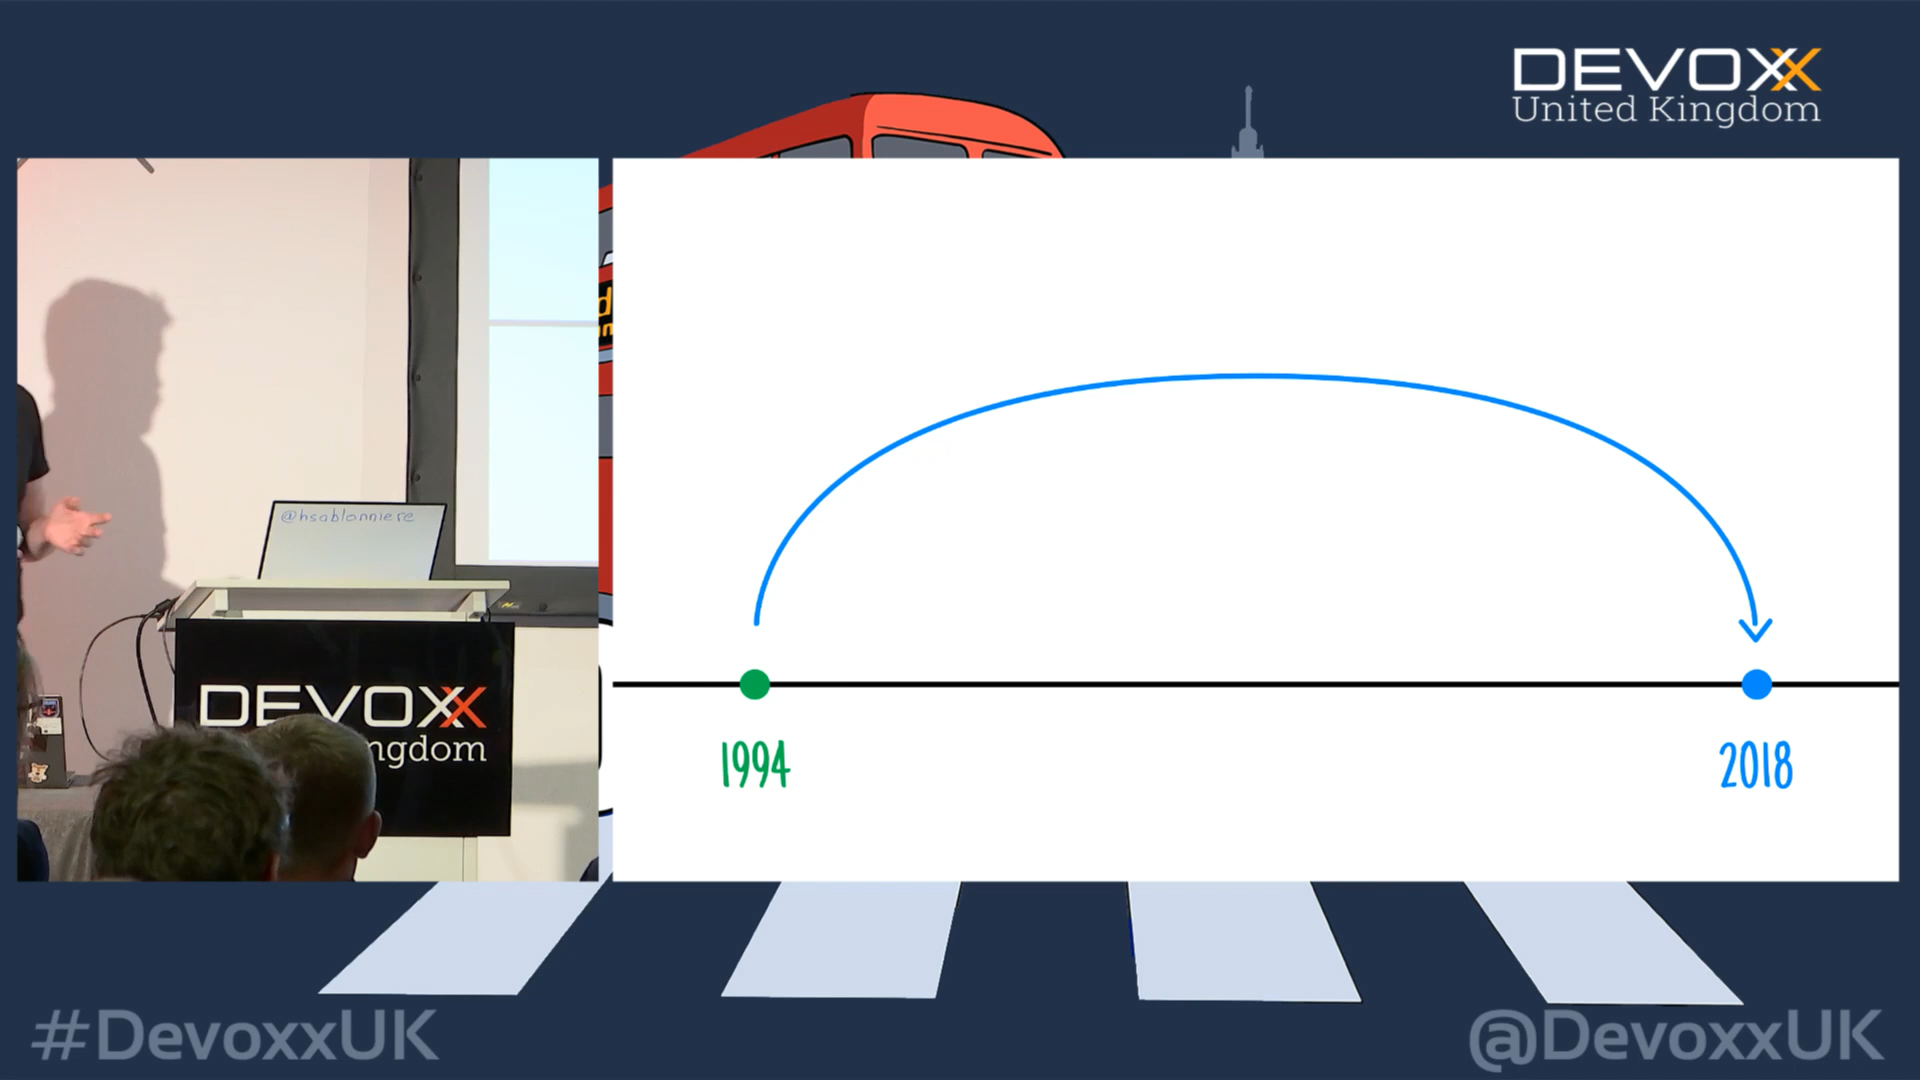 DEVOXX
United Kingdom
@hsablonniere
DEVOXX
ngdom
1994
2018
#DevoxxUK
@DevoxxUK